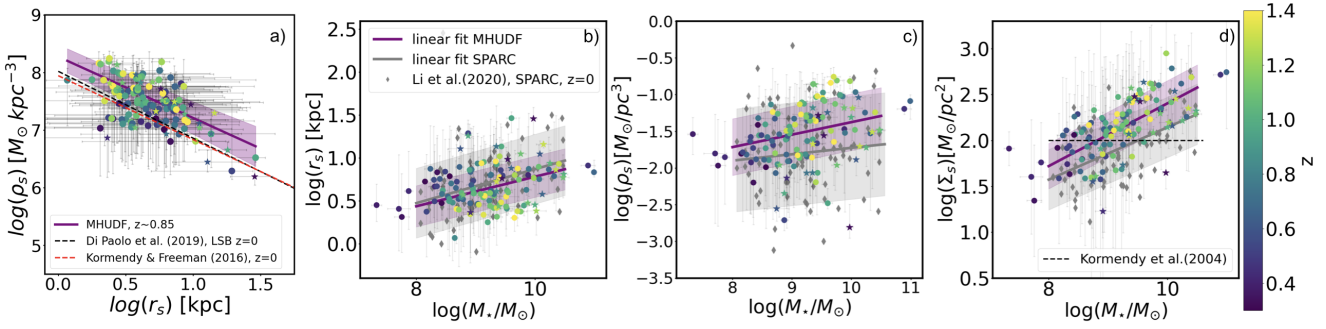 a)
9
8
7
6
5
0.0
0.5
1.0
1.5
log(ρs) [M⊙ kpc⁻³]
log(rs) [kpc]
MHUDF, z~0.85
Di Paolo et al. (2019), LSB z=0
Kormendy & Freeman (2016), z=0
b)
2.5
2.0
1.5
1.0
0.5
0.0
8
9
10
log(rs) [kpc]
log(M⋆/M⊙)
linear fit MHUDF
linear fit SPARC
Li et al.(2020), SPARC, z=0
c)
0.0
−0.5
−1.0
−1.5
−2.0
−2.5
−3.0
−3.5
8
9
10
11
log(ρs)[M⊙/pc³]
log(M⋆/M⊙)
d)
3.0
2.5
2.0
1.5
1.0
0.5
8
9
10
log(Σs)[M⊙/pc²]
log(M⋆/M⊙)
Kormendy et al.(2004)
1.4
1.2
1.0
0.8
0.6
0.4
z